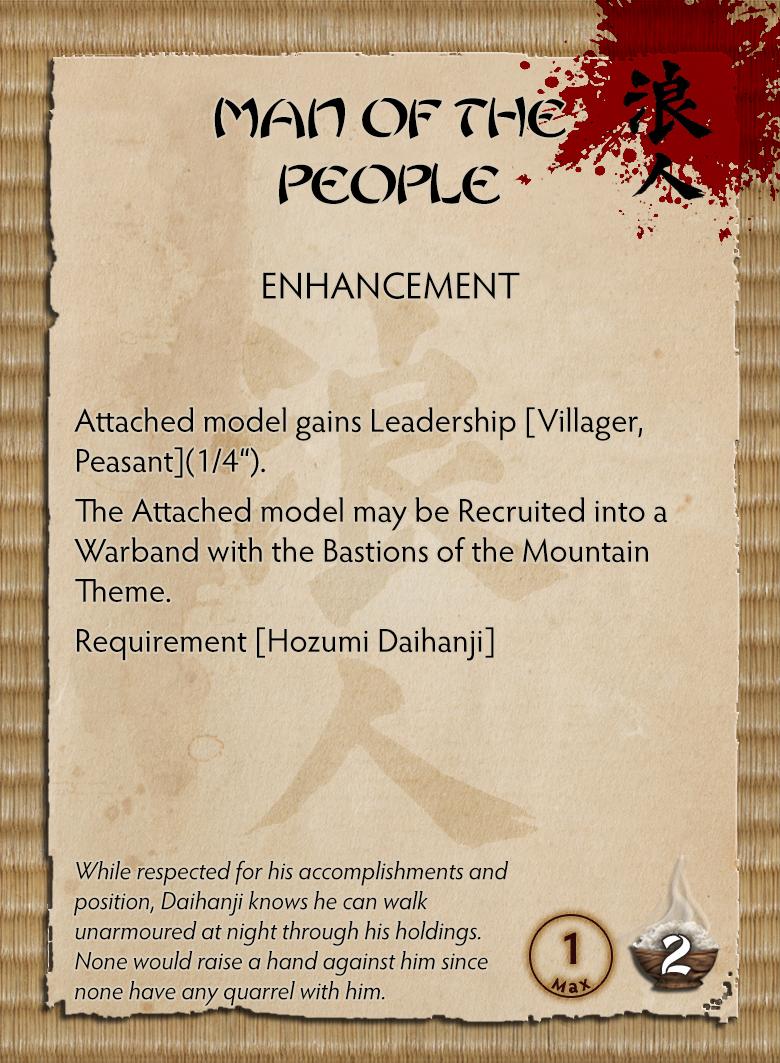 MAN OF THE
PEOPLE
浪
人
ENHANCEMENT
Attached model gains Leadership [Villager,
Peasant](1/4“).
The Attached model may be Recruited into a
Warband with the Bastions of the Mountain
Theme.
Requirement [Hozumi Daihanji]
While respected for his accomplishments and
position, Daihanji knows he can walk
unarmoured at night through his holdings.
None would raise a hand against him since
none have any quarrel with him.
1
Max
2